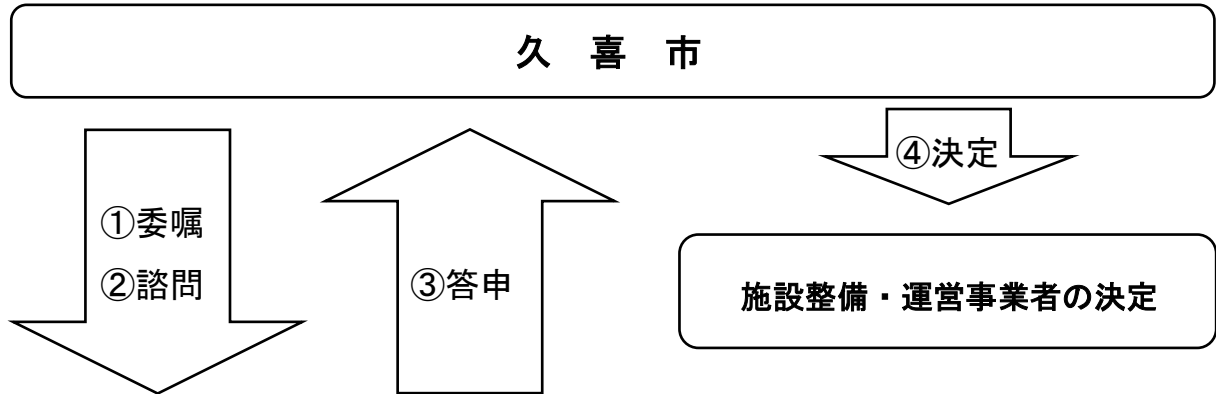 久 喜 市
①委嘱
②諮問
③答申
④決定
施設整備・運営事業者の決定